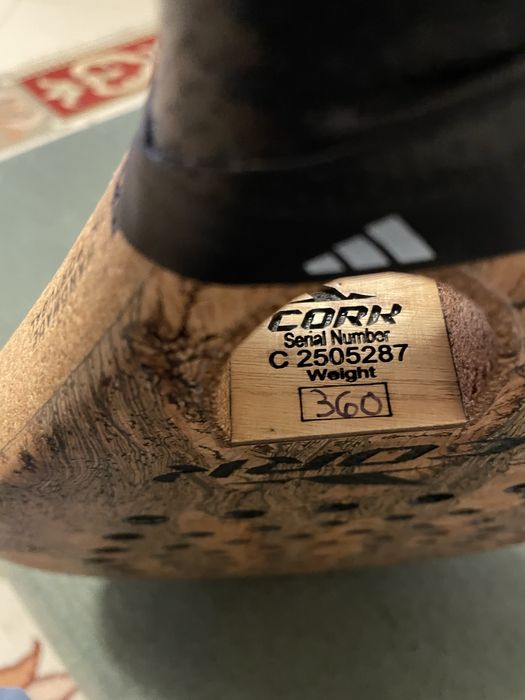 CORK
Serial Number
C 2505287
Weight
360